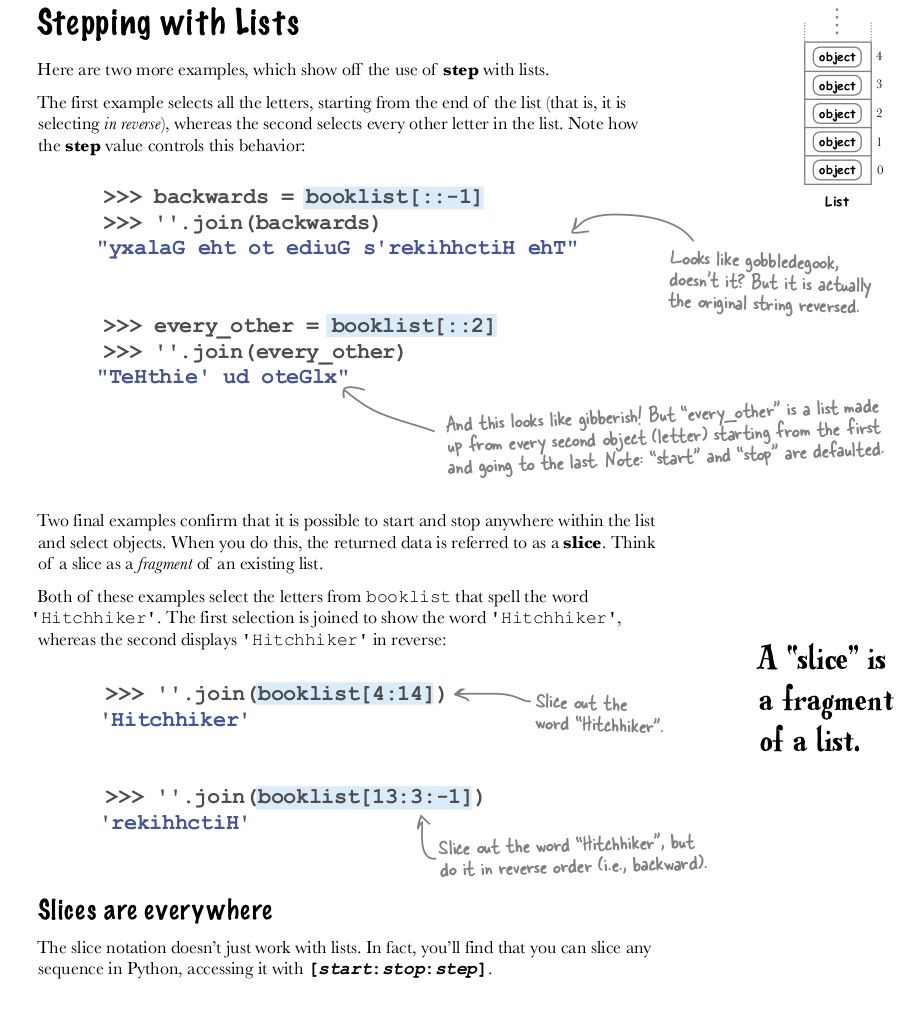 Stepping with Lists
Here are two more examples, which show off the use of step with lists.
The first example selects all the letters, starting from the end of the list (that is, it is
selecting in reverse), whereas the second selects every other letter in the list. Note how
the step value controls this behavior:
object 4
object 3
object 2
object 1
object 0
List
>>> backwards = booklist[::-1]
>>> ''.join(backwards)
"yxalaG eht ot ediuG s'rekihhctiH ehT"
Looks like gobbledegook,
doesn't it? But it is actually
the original string reversed.
>>> every_other = booklist[::2]
>>> ''.join(every_other)
"TeHthie' ud oteGlx"
And this looks like gibberish! But "every_other" is a list made
up from every second object (letter) starting from the first
and going to the last. Note: "start" and "stop" are defaulted.
Two final examples confirm that it is possible to start and stop anywhere within the list
and select objects. When you do this, the returned data is referred to as a slice. Think
of a slice as a fragment of an existing list.
Both of these examples select the letters from booklist that spell the word
'Hitchhiker'. The first selection is joined to show the word 'Hitchhiker',
whereas the second displays 'Hitchhiker' in reverse:
>>> ''.join(booklist[4:14])
'Hitchhiker'
Slice out the
word "Hitchhiker".
A "slice" is
a fragment
of a list.
>>> ''.join(booklist[13:3:-1])
'rekihhctiH'
Slice out the word "Hitchhiker", but
do it in reverse order (i.e., backward).
Slices are everywhere
The slice notation doesn't just work with lists. In fact, you'll find that you can slice any
sequence in Python, accessing it with [start:stop:step].